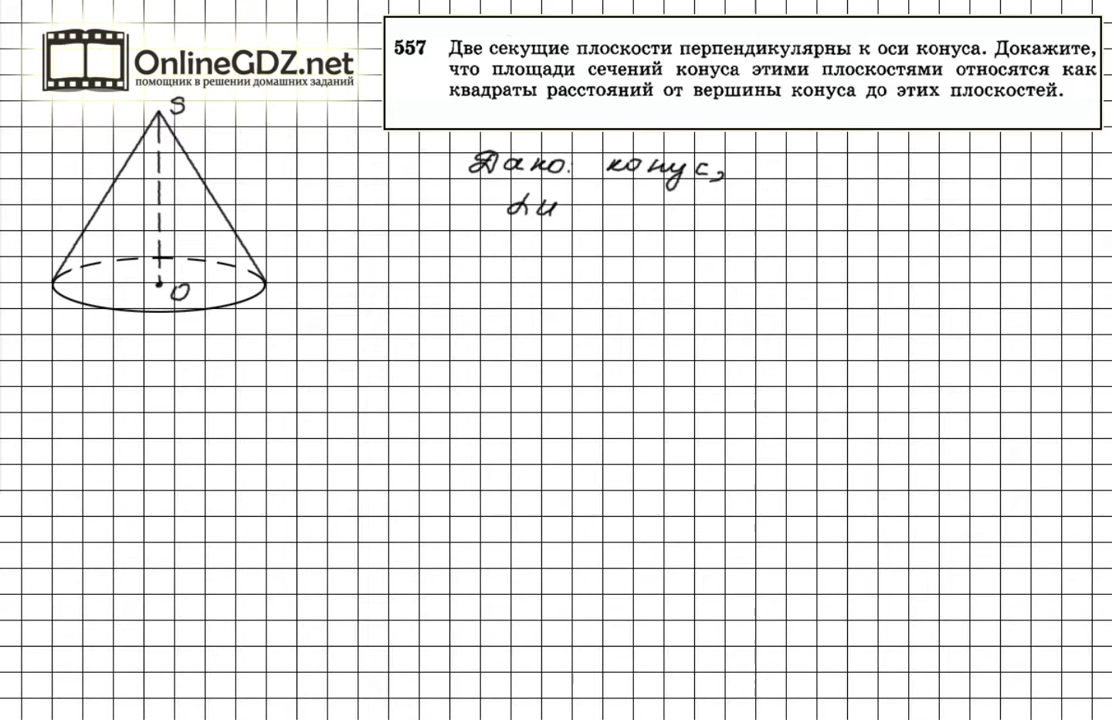 OnlineGDZ.net
помощник в решении домашних заданий
557 Две секущие плоскости перпендикулярны к оси конуса. Докажите,
что площади сечений конуса этими плоскостями относятся как
квадраты расстояний от вершины конуса до этих плоскостей.
S
Дано: конус,
α и
O